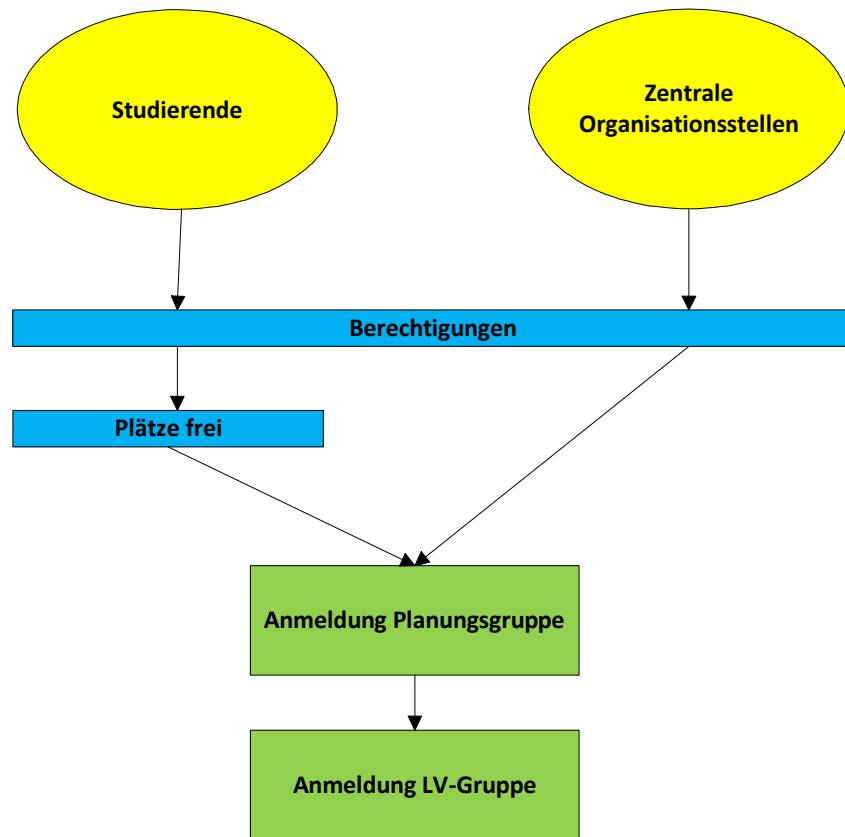 Studierende
Zentrale
Organisationsstellen
Berechtigungen
Plätze frei
Anmeldung Planungsgruppe
Anmeldung LV-Gruppe